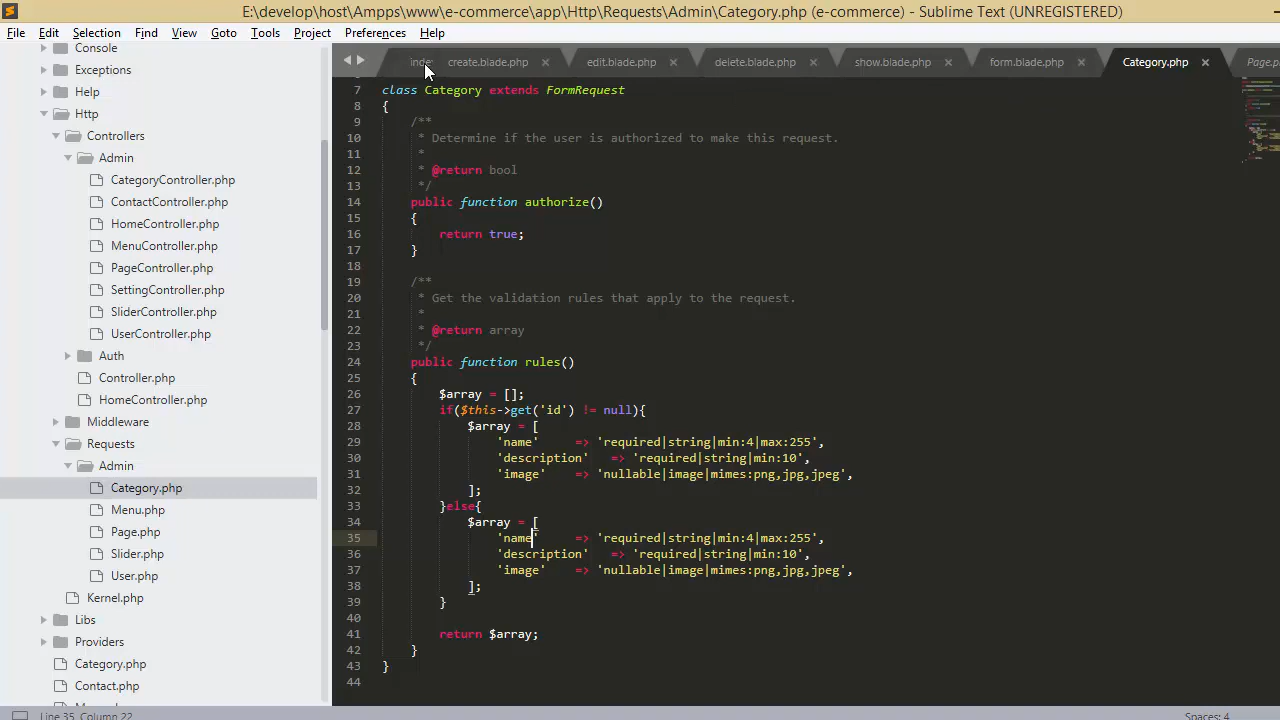 E:\develop\host\Ampps\www\e-commerce\app\Http\Requests\Admin\Category.php (e-commerce) - Sublime Text (UNREGISTERED)
File Edit Selection Find View Goto Tools Project Preferences Help
Console
Exceptions
Help
Http
Controllers
Admin
CategoryController.php
ContactController.php
HomeController.php
MenuController.php
PageController.php
SettingController.php
SliderController.php
UserController.php
Auth
Controller.php
HomeController.php
Middleware
Requests
Admin
Category.php
Menu.php
Page.php
Slider.php
User.php
Kernel.php
Libs
Providers
Category.php
Contact.php
create.blade.php edit.blade.php delete.blade.php show.blade.php form.blade.php Category.php Page.p
7 class Category extends FormRequest
8 {
9 /**
10 * Determine if the user is authorized to make this request.
11 *
12 * @return bool
13 */
14 public function authorize()
15 {
16 return true;
17 }
18
19 /**
20 * Get the validation rules that apply to the request.
21 *
22 * @return array
23 */
24 public function rules()
25 {
26 $array = [];
27 if($this->get('id') != null){
28 $array = [
29 'name' => 'required|string|min:4|max:255',
30 'description' => 'required|string|min:10',
31 'image' => 'nullable|image|mimes:png,jpg,jpeg',
32 ];
33 }else{
34 $array = [
35 'name' => 'required|string|min:4|max:255',
36 'description' => 'required|string|min:10',
37 'image' => 'nullable|image|mimes:png,jpg,jpeg',
38 ];
39 }
40
41 return $array;
42 }
43 }
44
Line 35, Column 22 Spaces: 4